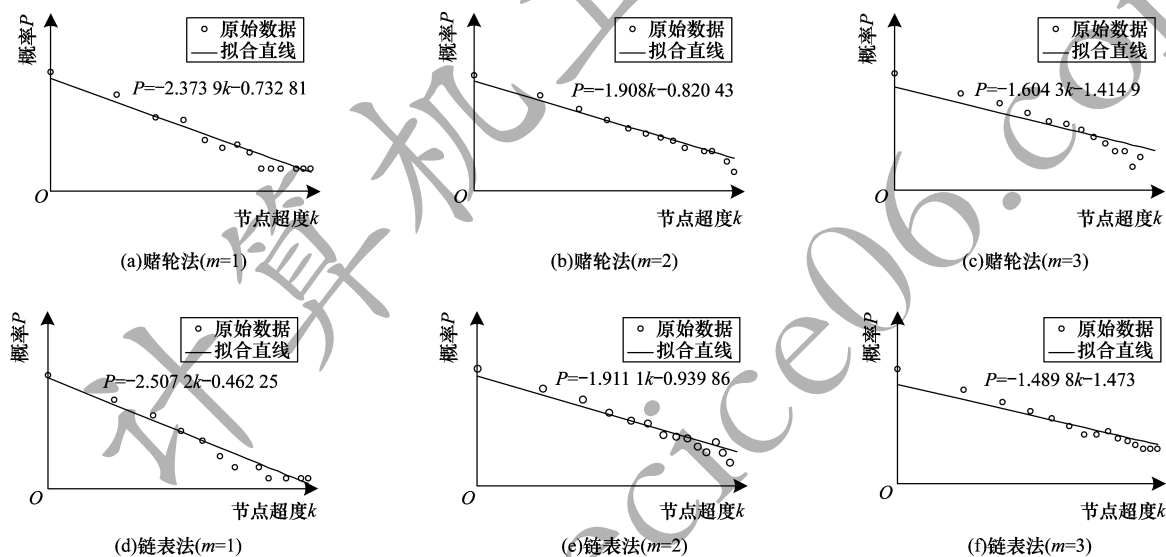 概率P
○ 原始数据
— 拟合直线
P=−2.373 9k−0.732 81
O
节点超度k
(a)赌轮法(m=1)
概率P
○ 原始数据
— 拟合直线
P=−1.908k−0.820 43
O
节点超度k
(b)赌轮法(m=2)
概率P
○ 原始数据
— 拟合直线
P=−1.604 3k−1.414 9
O
节点超度k
(c)赌轮法(m=3)
概率P
○ 原始数据
— 拟合直线
P=−2.507 2k−0.462 25
O
节点超度k
(d)链表法(m=1)
概率P
○ 原始数据
— 拟合直线
P=−1.911 1k−0.939 86
O
节点超度k
(e)链表法(m=2)
概率P
○ 原始数据
— 拟合直线
P=−1.489 8k−1.473
O
节点超度k
(f)链表法(m=3)
计算机
ecice06.co